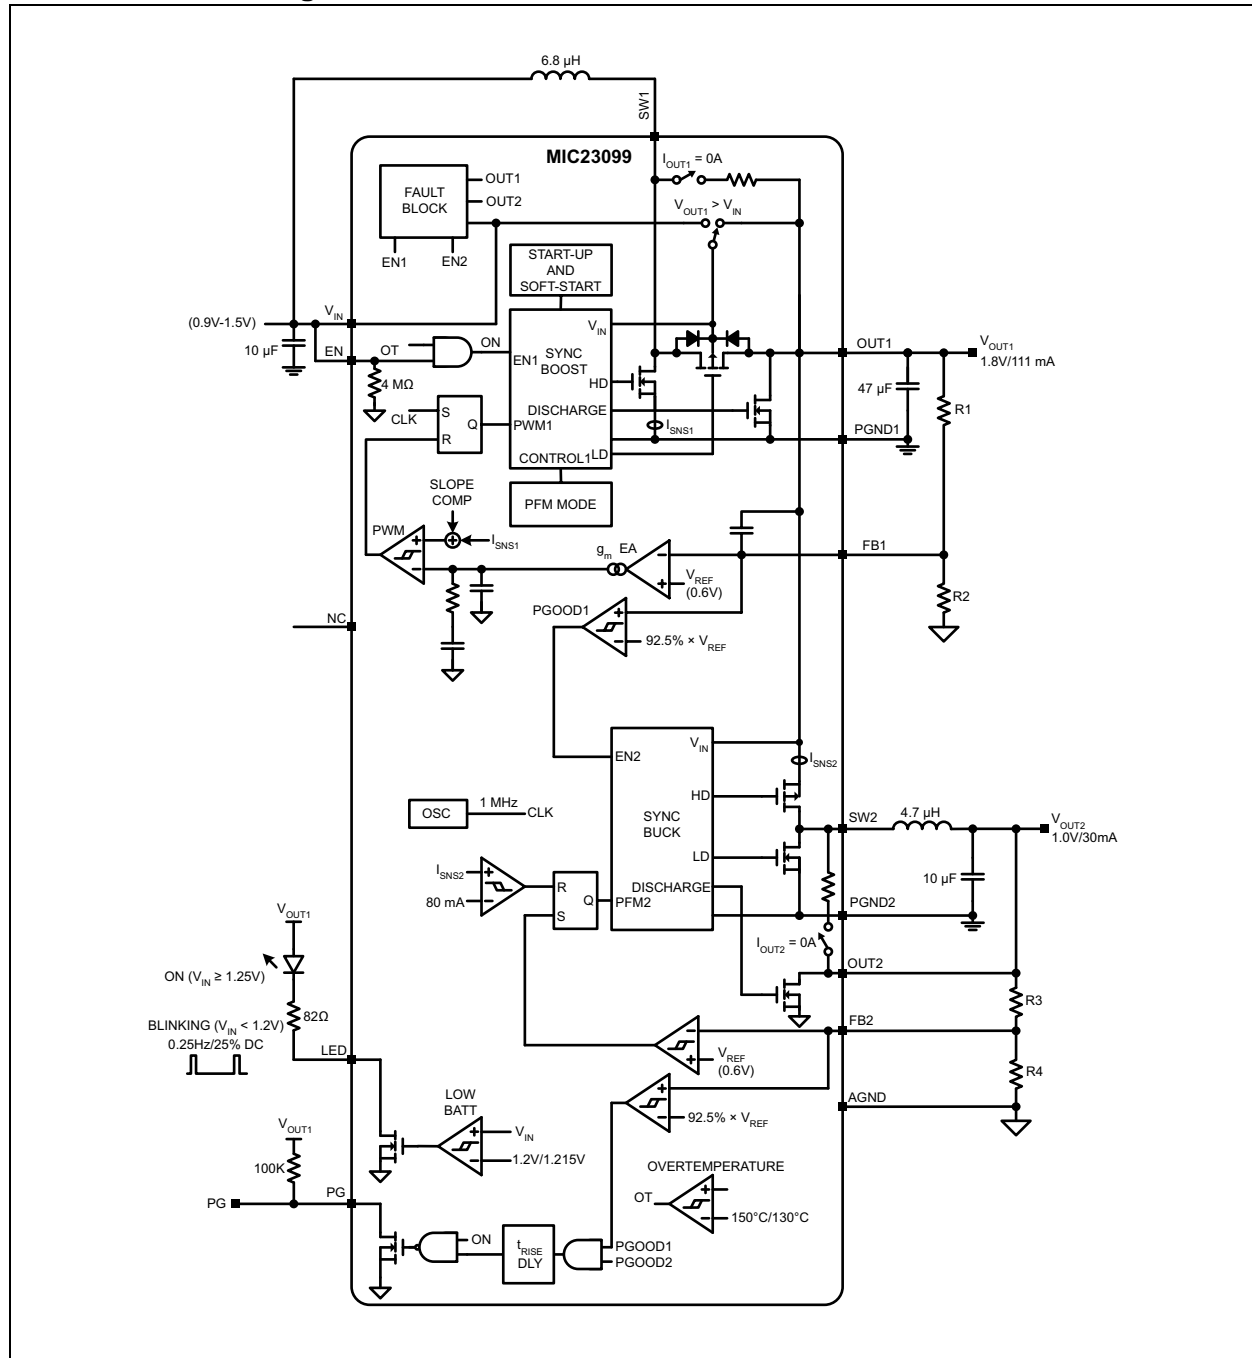 6.8 µH
SW1
MIC23099
I_OUT1 = 0A
FAULT
BLOCK
OUT1
OUT2
EN1
EN2
V_OUT1 > V_IN
START-UP
AND
SOFT-START
(0.9V-1.5V)
V_IN
10 µF
EN
OT
ON
4 MΩ
V_IN
EN1
SYNC
BOOST
HD
DISCHARGE
PWM1
CONTROL1
LD
I_SNS1
CLK
S
R
Q
OUT1
V_OUT1
1.8V/111 mA
47 µF
R1
PGND1
PFM MODE
SLOPE
COMP
PWM
+
−
+
I_SNS1
g_m
EA
−
+
V_REF
(0.6V)
FB1
R2
NC
PGOOD1
+
−
92.5% × V_REF
V_IN
EN2
I_SNS2
HD
SYNC
BUCK
LD
DISCHARGE
PFM2
OSC
1 MHz
CLK
SW2
4.7 µH
V_OUT2
1.0V/30mA
10 µF
I_SNS2
+
80 mA
−
R
S
Q
PGND2
I_OUT2 = 0A
OUT2
R3
V_OUT1
ON (V_IN ≥ 1.25V)
82Ω
BLINKING (V_IN < 1.2V)
0.25Hz/25% DC
LED
−
+
V_REF
(0.6V)
FB2
R4
+
−
92.5% × V_REF
AGND
LOW
BATT
+
V_IN
−
1.2V/1.215V
V_OUT1
100K
PG
PG
OVERTEMPERATURE
OT
+
−
150°C/130°C
ON
t_RISE
DLY
PGOOD1
PGOOD2